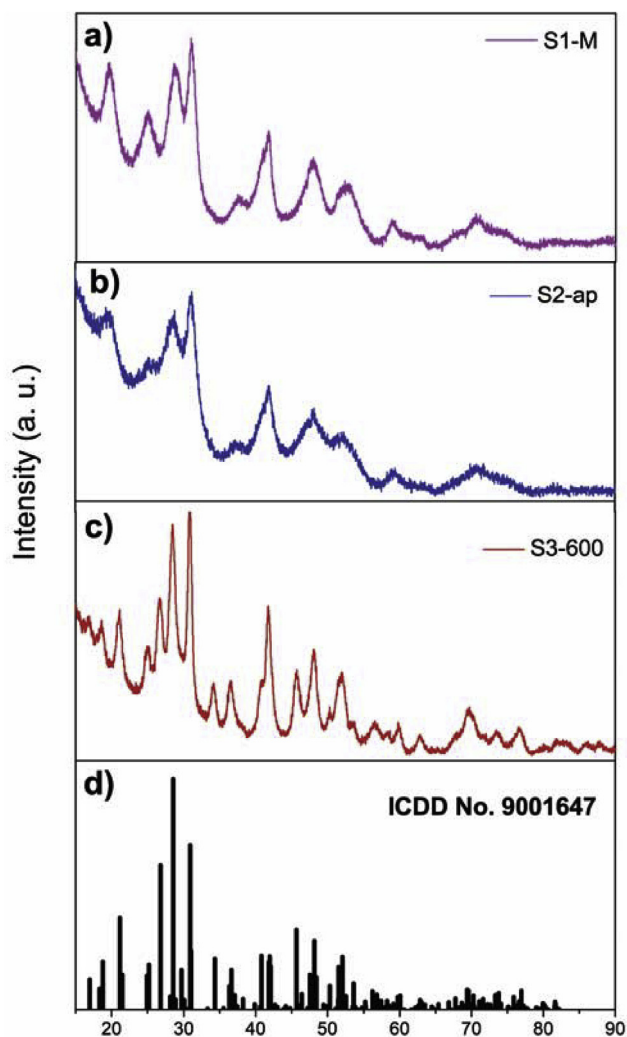 a)
S1-M
b)
S2-ap
Intensity (a. u.)
c)
S3-600
d)
ICDD No. 9001647
20 30 40 50 60 70 80 90